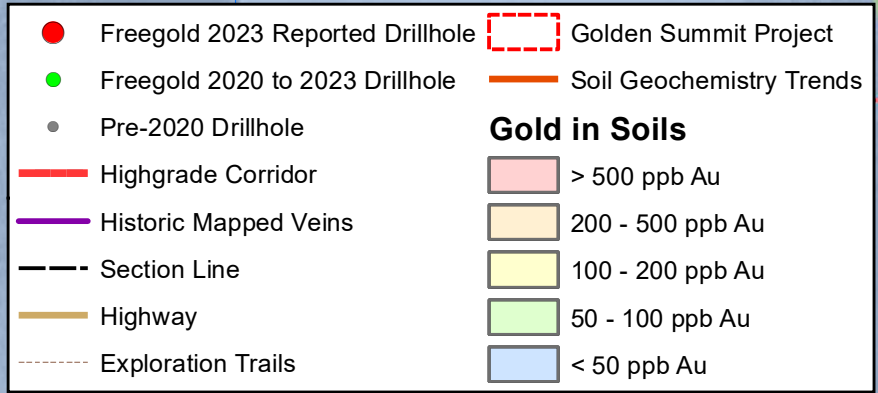 Freegold 2023 Reported Drillhole
Freegold 2020 to 2023 Drillhole
Pre-2020 Drillhole
Highgrade Corridor
Historic Mapped Veins
Section Line
Highway
Exploration Trails
Golden Summit Project
Soil Geochemistry Trends
Gold in Soils
> 500 ppb Au
200 - 500 ppb Au
100 - 200 ppb Au
50 - 100 ppb Au
< 50 ppb Au